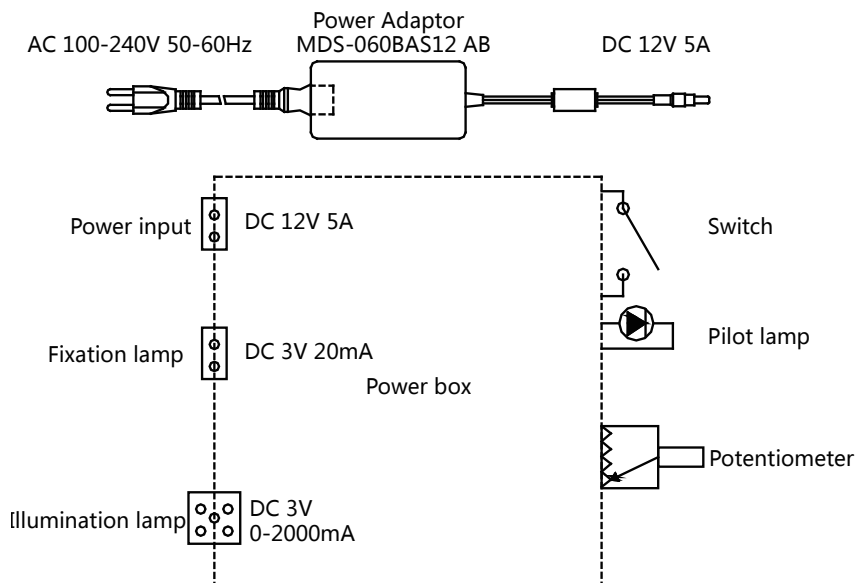 Power Adaptor
AC 100-240V 50-60Hz
MDS-060BAS12 AB
DC 12V 5A
Power input
DC 12V 5A
Switch
Fixation lamp
DC 3V 20mA
Pilot lamp
Power box
Potentiometer
Illumination lamp
DC 3V
0-2000mA